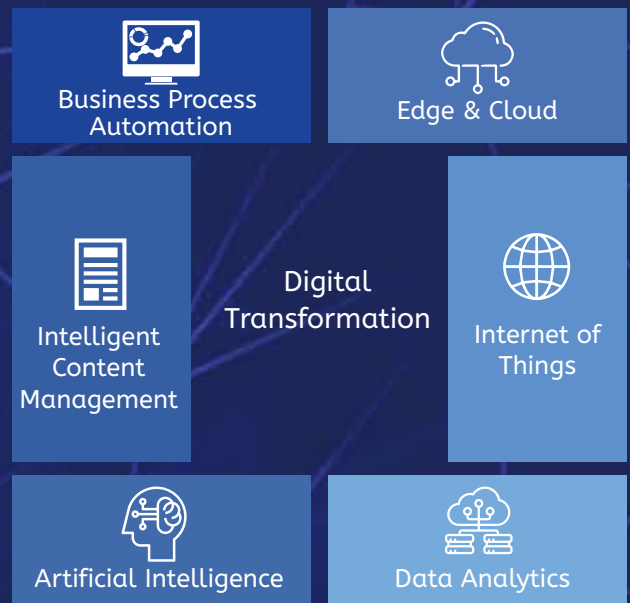 Business Process
Automation
Edge & Cloud
Intelligent
Content
Management
Digital
Transformation
Internet of
Things
Artificial Intelligence
Data Analytics